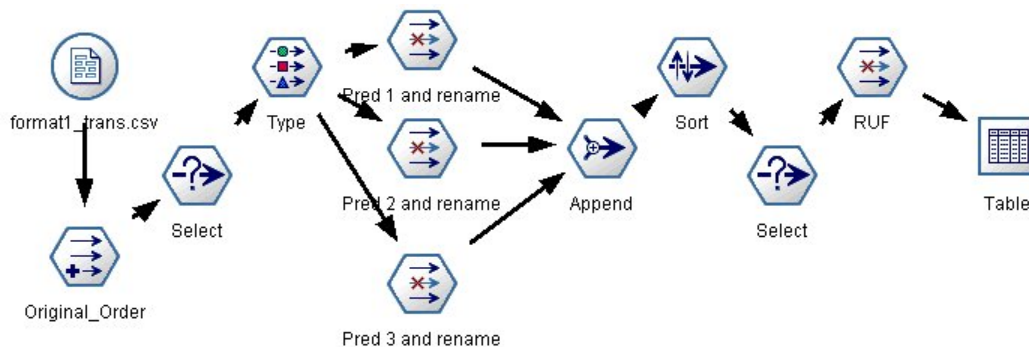 Pred 1 and rename
format1_trans.csv
Type
Sort
RUF
Pred 2 and rename
Append
Select
Select
Table
Original_Order
Pred 3 and rename